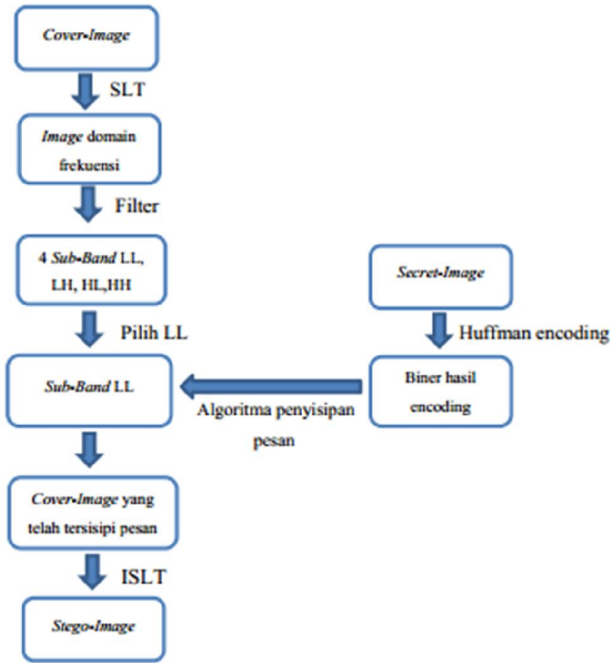 Cover-Image
SLT
Image domain
frekuensi
Filter
4 Sub-Band LL,
LH, HL,HH
Pilih LL
Sub-Band LL
Secret-Image
Huffman encoding
Biner hasil
encoding
Algoritma penyisipan
pesan
Cover-Image yang
telah tersisipi pesan
ISLT
Stego-Image